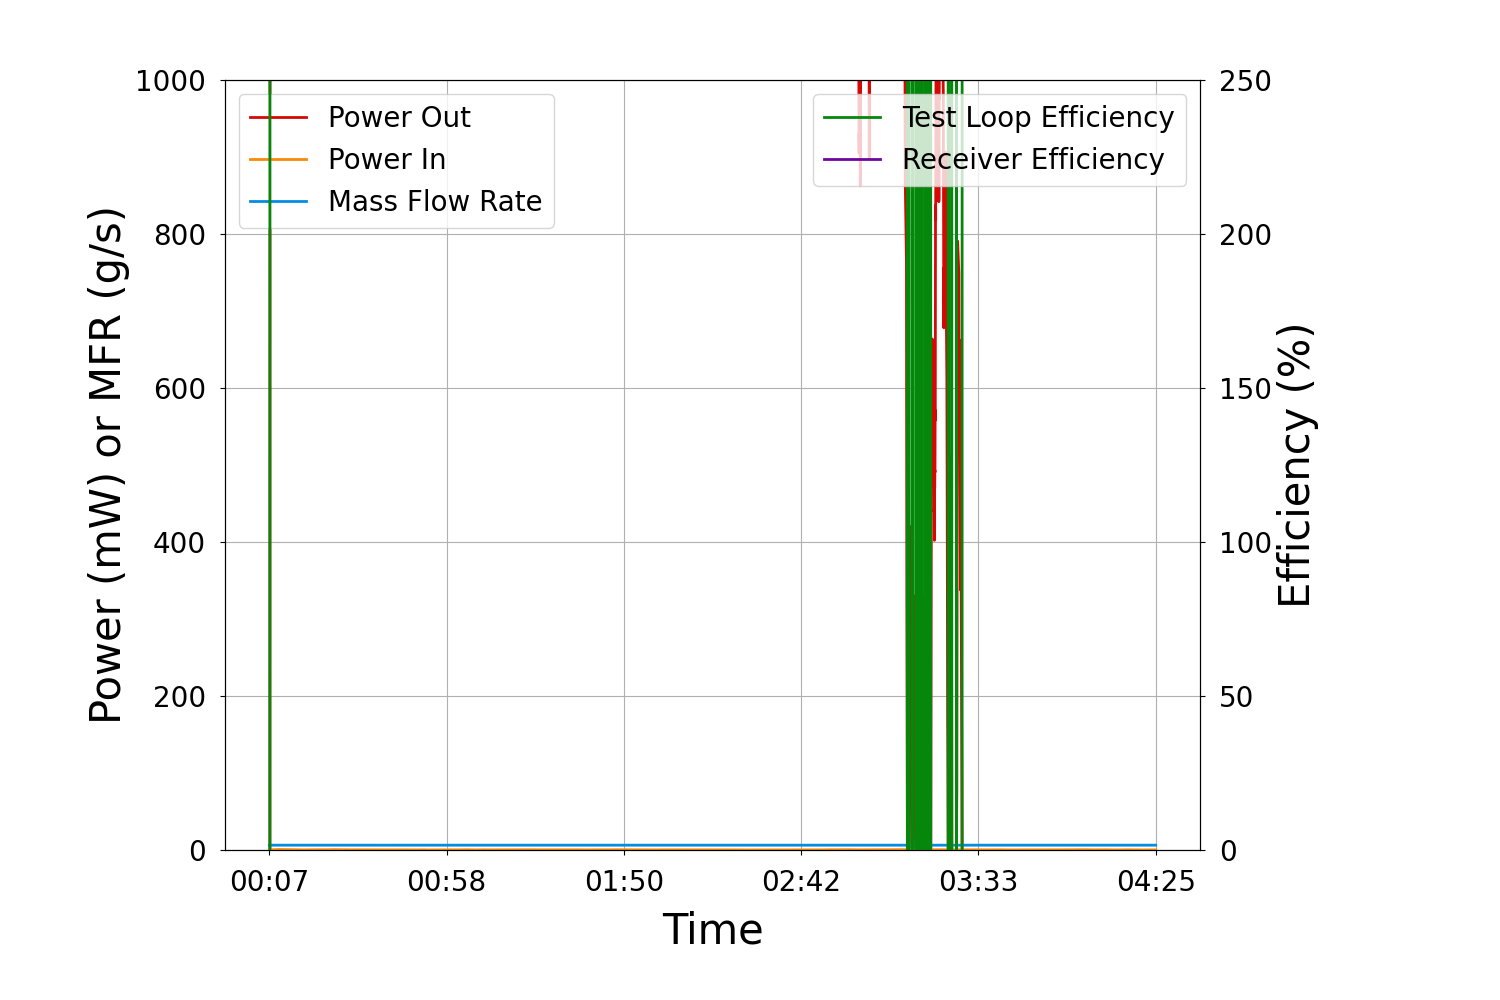 1000
800
600
400
200
0
Power (mW) or MFR (g/s)
Power Out
Power In
Mass Flow Rate
Test Loop Efficiency
Receiver Efficiency
250
200
150
100
50
0
Efficiency (%)
00:07 00:58 01:50 02:42 03:33 04:25
Time